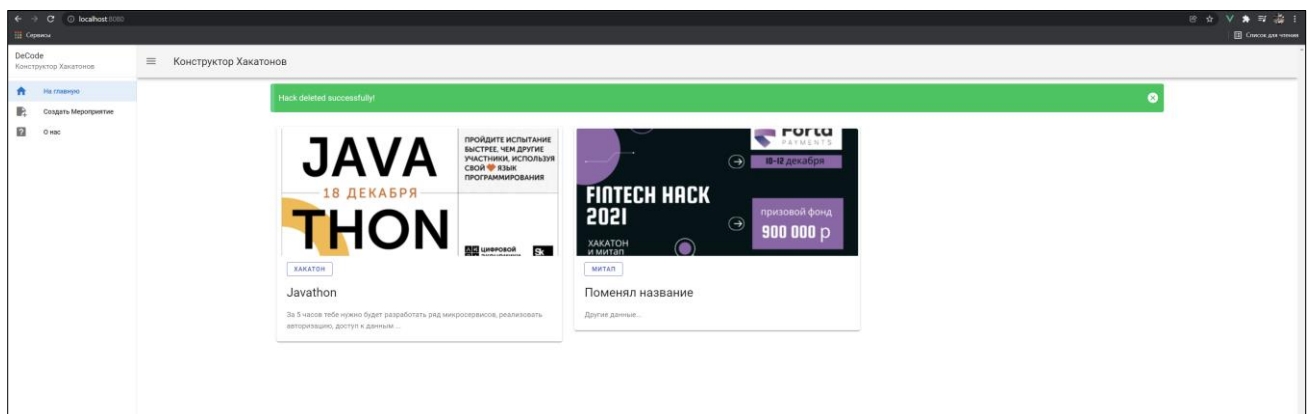 localhost:8080
Сервисы
Список для чтения
DeCode
Конструктор Хакатонов
Конструктор Хакатонов
На главную
Создать Мероприятие
О нас
Hack deleted successfully!
JAVA
18 ДЕКАБРЯ
THON
ПРОЙДИТЕ ИСПЫТАНИЕ
БЫСТРЕЕ, ЧЕМ ДРУГИЕ
УЧАСТНИКИ, ИСПОЛЬЗУЯ
СВОЙ ЯЗЫК
ПРОГРАММИРОВАНИЯ
ЦИФРОВОЙ
Sk
ХАКАТОН
Javathon
За 5 часов тебе нужно будет разработать ряд микросервисов, реализовать
авторизацию, доступ к данным...
Forta
PAYMENTS
10-12 декабря
FINTECH HACK
2021
призовой фонд
900 000 р
ХАКАТОН
и митап
МИТАП
Поменял название
Другие данные...